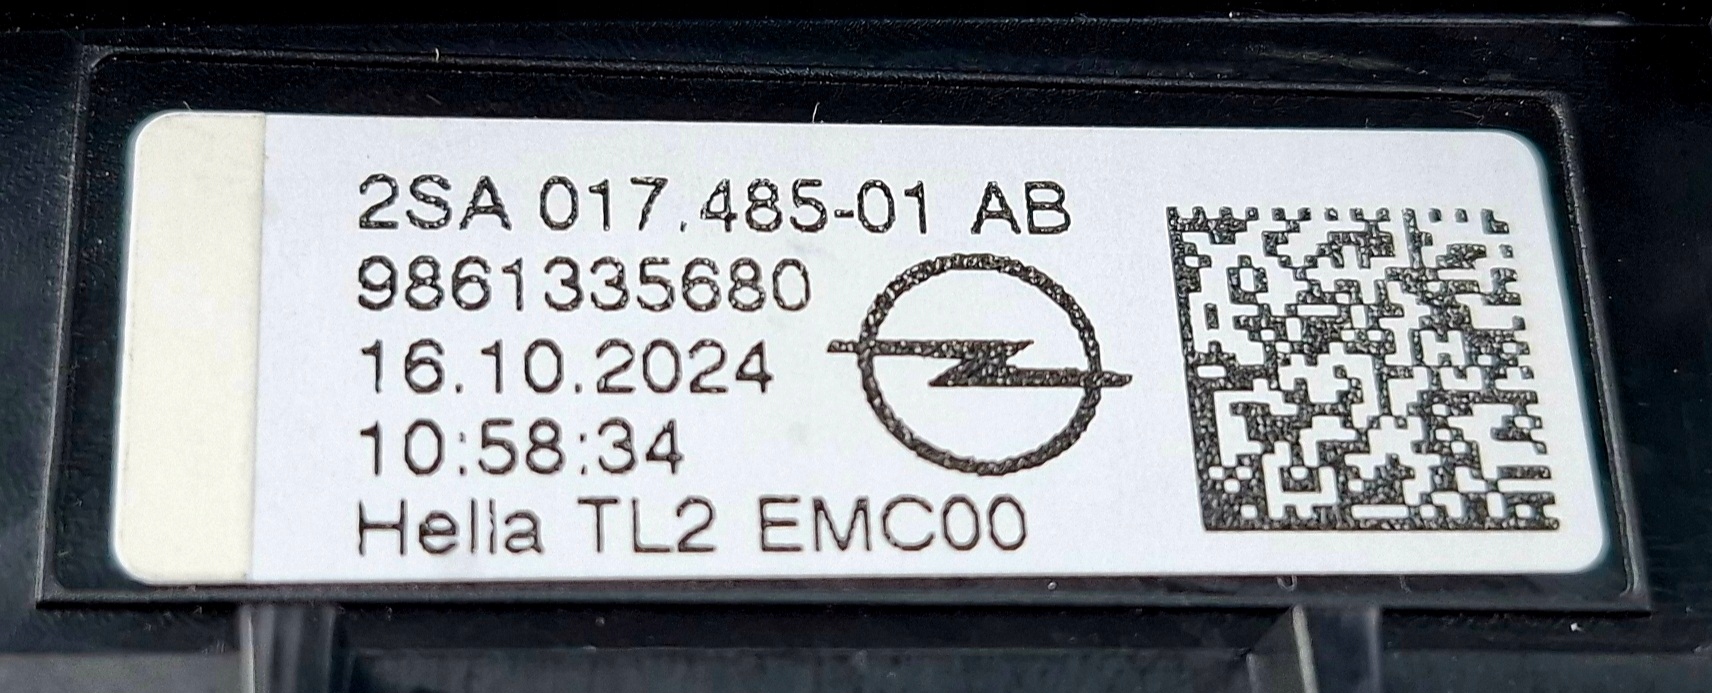 2SA 017.485-01 AB
9861335680
16.10.2024
10:58:34
Hella TL2 EMC00